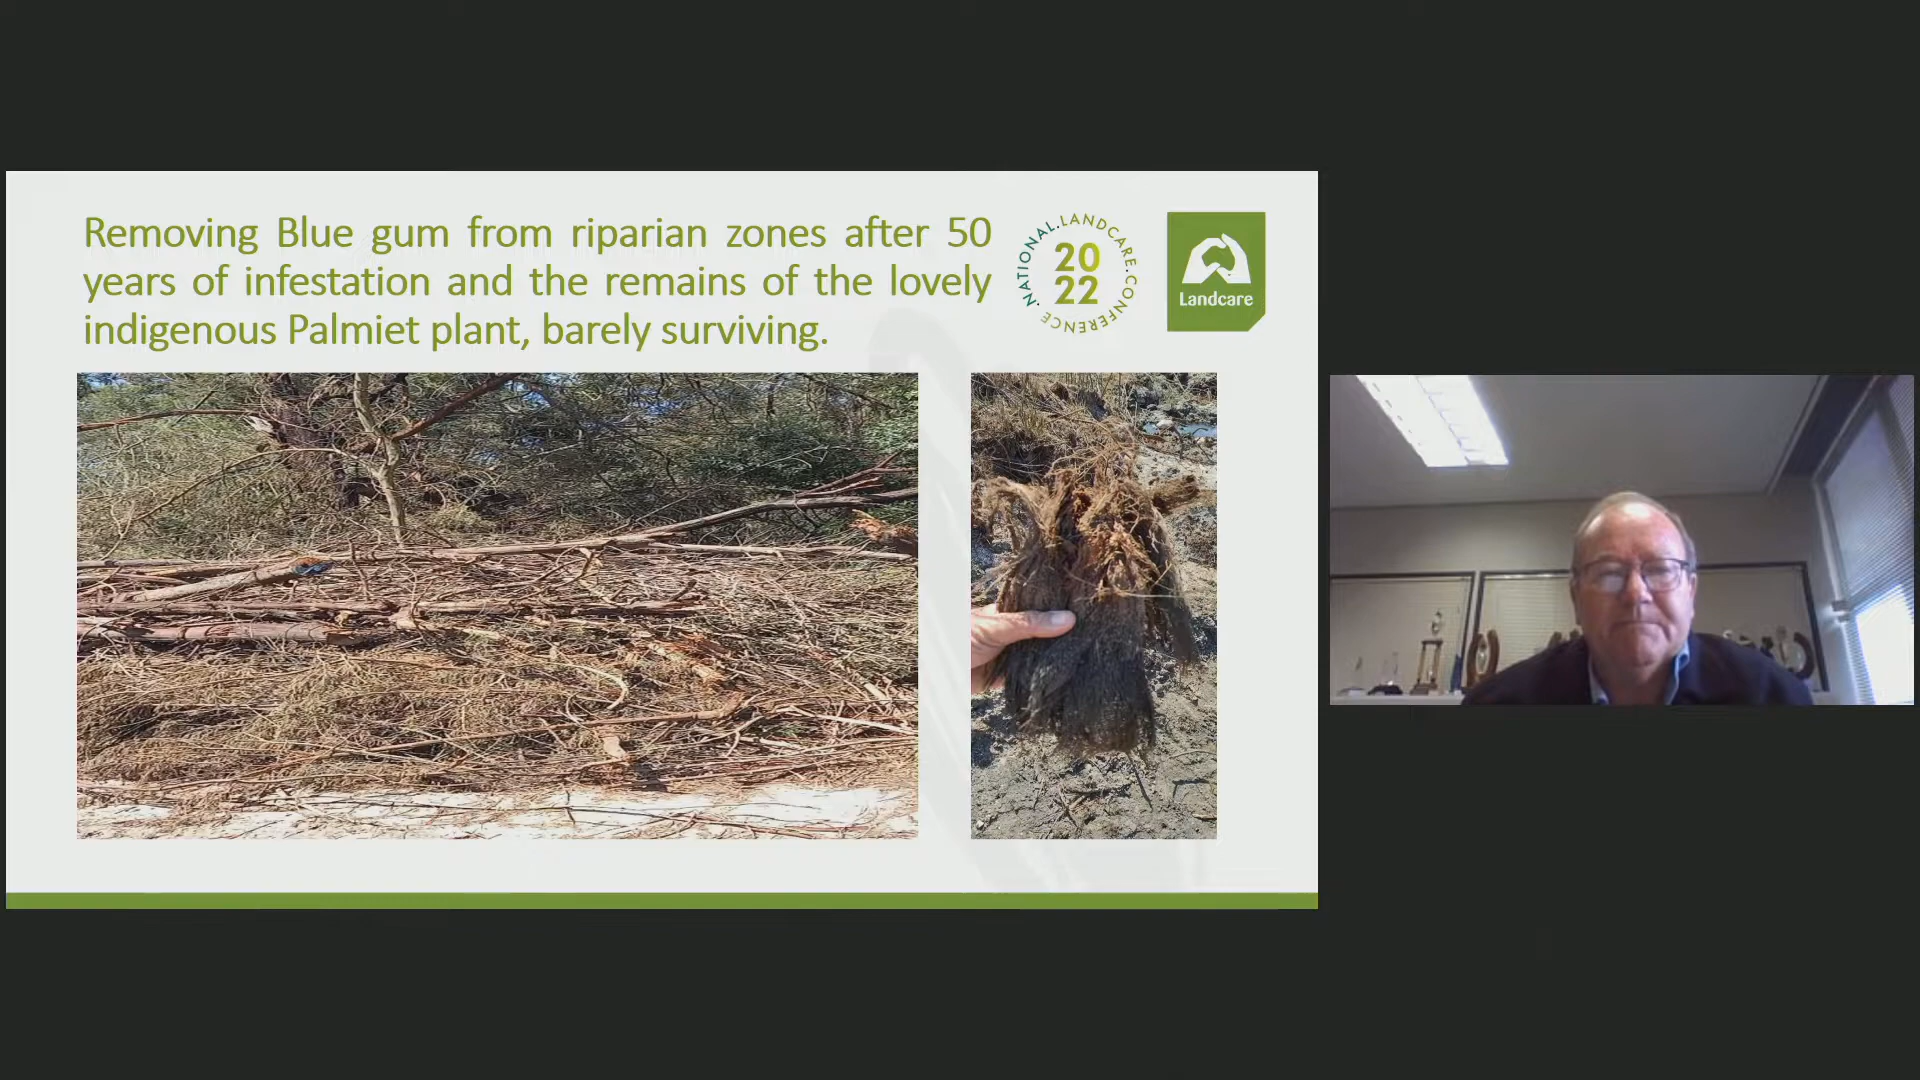 Removing Blue gum from riparian zones after 50
years of infestation and the remains of the lovely
indigenous Palmiet plant, barely surviving.
.NATIONAL.LANDCARE.CONFERENCE
20
22
Landcare